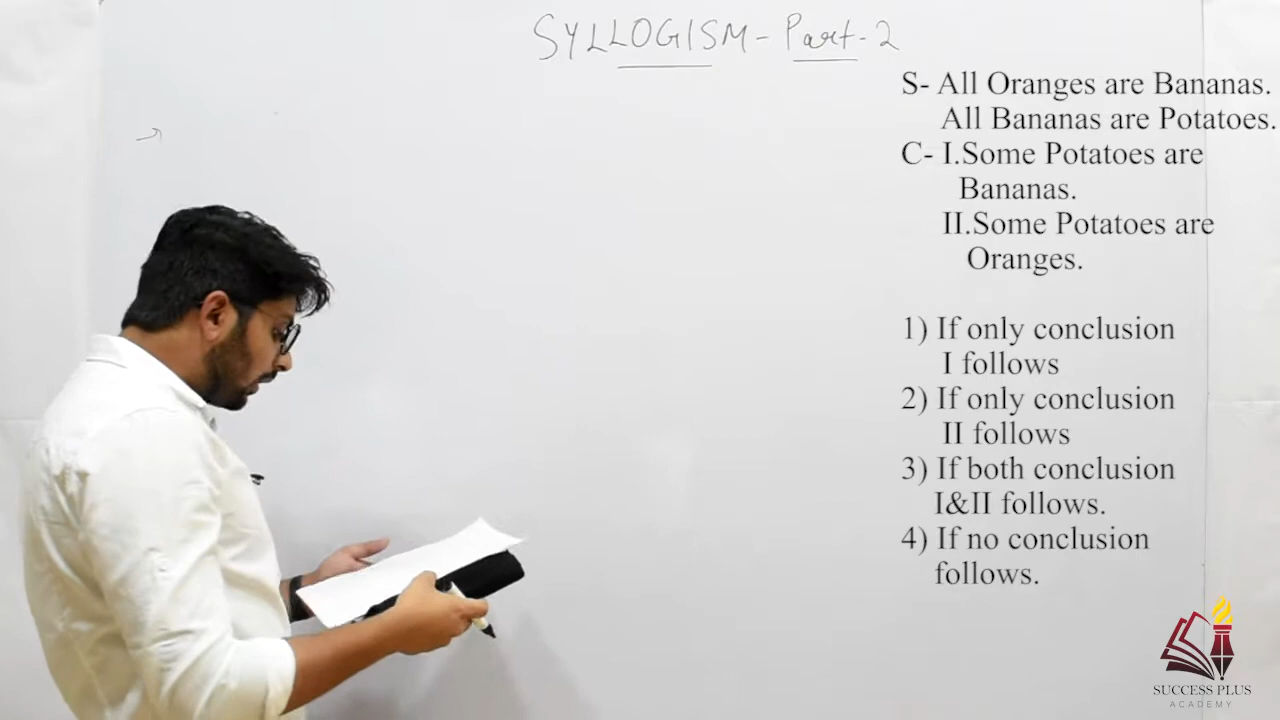 SYLLOGISM - Part - 2
S- All Oranges are Bananas.
All Bananas are Potatoes.
C- I.Some Potatoes are
Bananas.
II.Some Potatoes are
Oranges.
1) If only conclusion
I follows
2) If only conclusion
II follows
3) If both conclusion
I&II follows.
4) If no conclusion
follows.
SUCCESS PLUS
ACADEMY